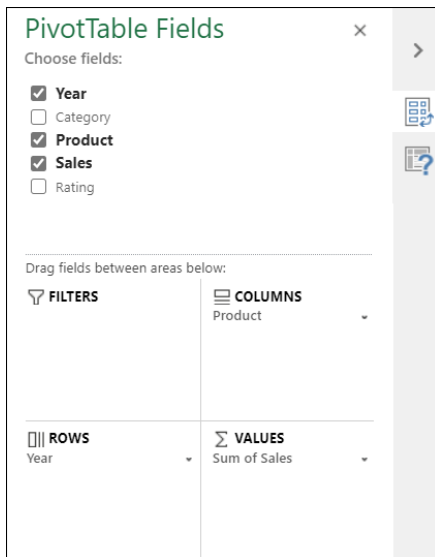 PivotTable Fields
Choose fields:
Year
Category
Product
Sales
Rating
Drag fields between areas below:
FILTERS
COLUMNS
Product
ROWS
Year
VALUES
Sum of Sales